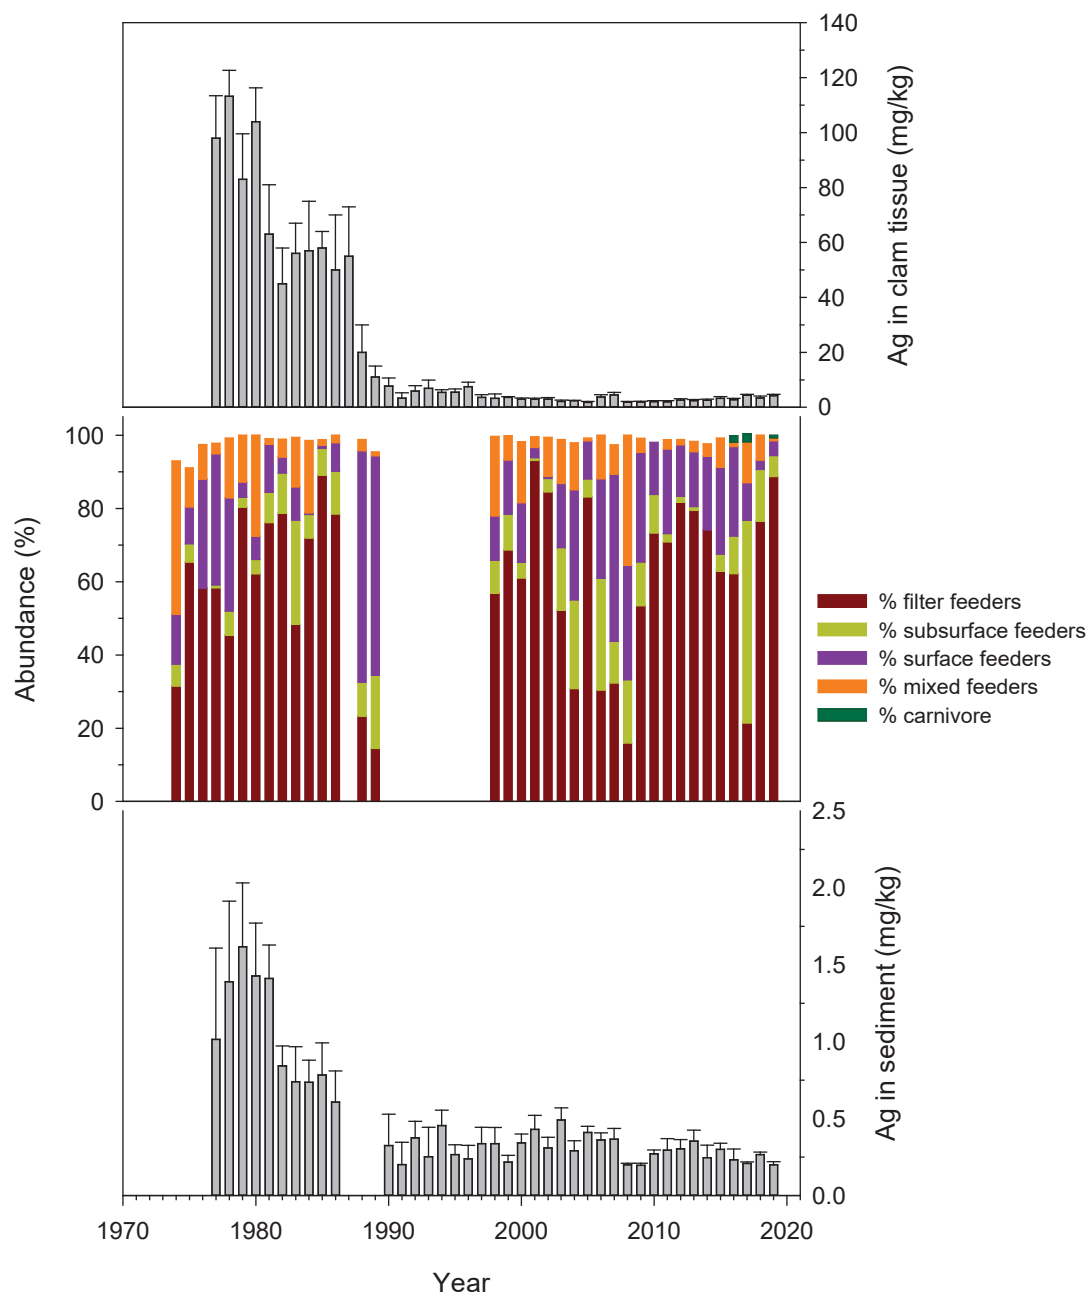 140
120
100
80
60
40
20
0
Ag in clam tissue (mg/kg)
100
80
60
40
20
0
Abundance (%)
% filter feeders
% subsurface feeders
% surface feeders
% mixed feeders
% carnivore
2.5
2.0
1.5
1.0
0.5
0.0
Ag in sediment (mg/kg)
1970 1980 1990 2000 2010 2020
Year